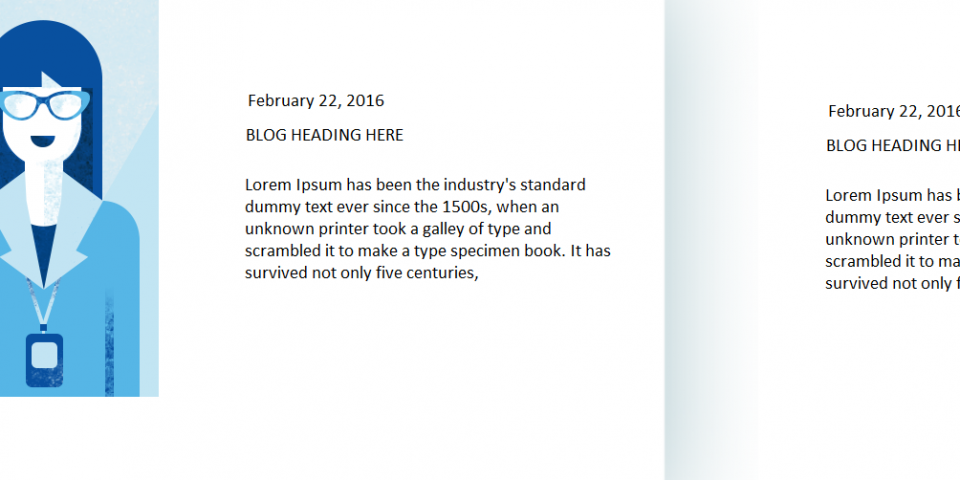 February 22, 2016
BLOG HEADING HERE
Lorem Ipsum has been the industry's standard
dummy text ever since the 1500s, when an
unknown printer took a galley of type and
scrambled it to make a type specimen book. It has
survived not only five centuries,
February 22, 2016
BLOG HEADING
Lorem Ipsum has
dummy text ever
unknown printer
scrambled it to
survived not only